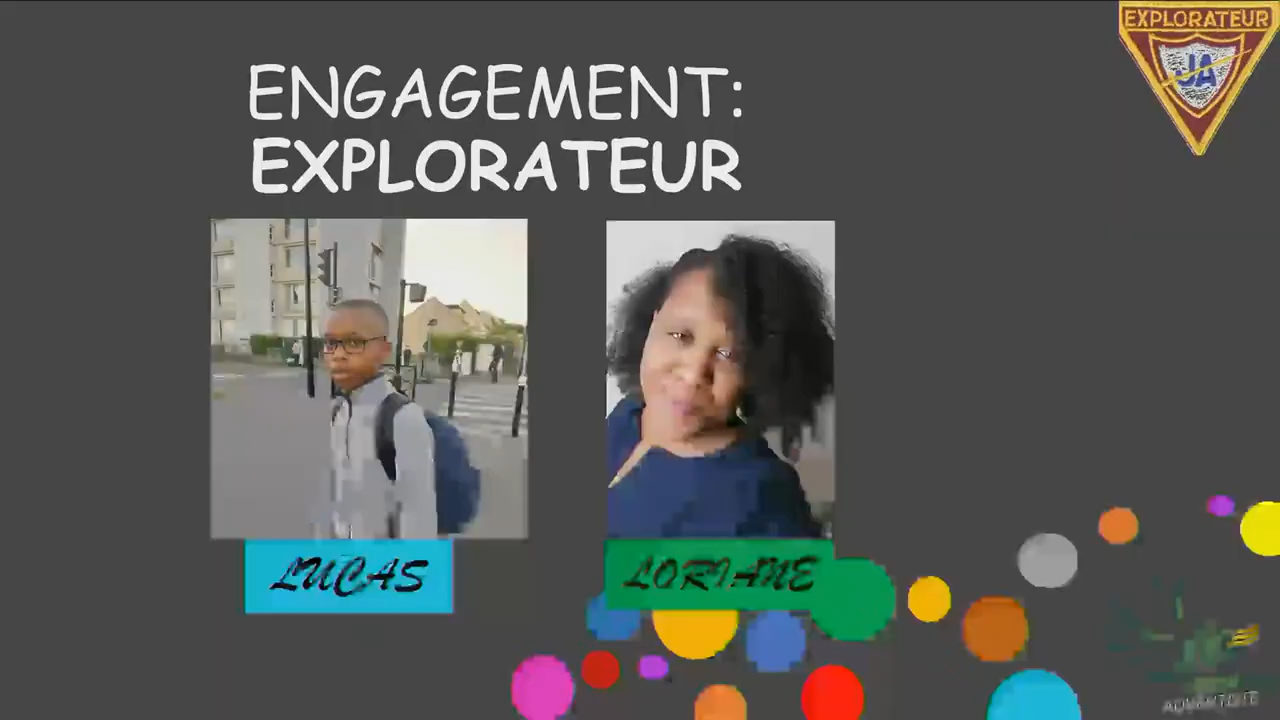 EXPLORATEUR
JA
ENGAGEMENT:
EXPLORATEUR
LUCAS
LORIANE